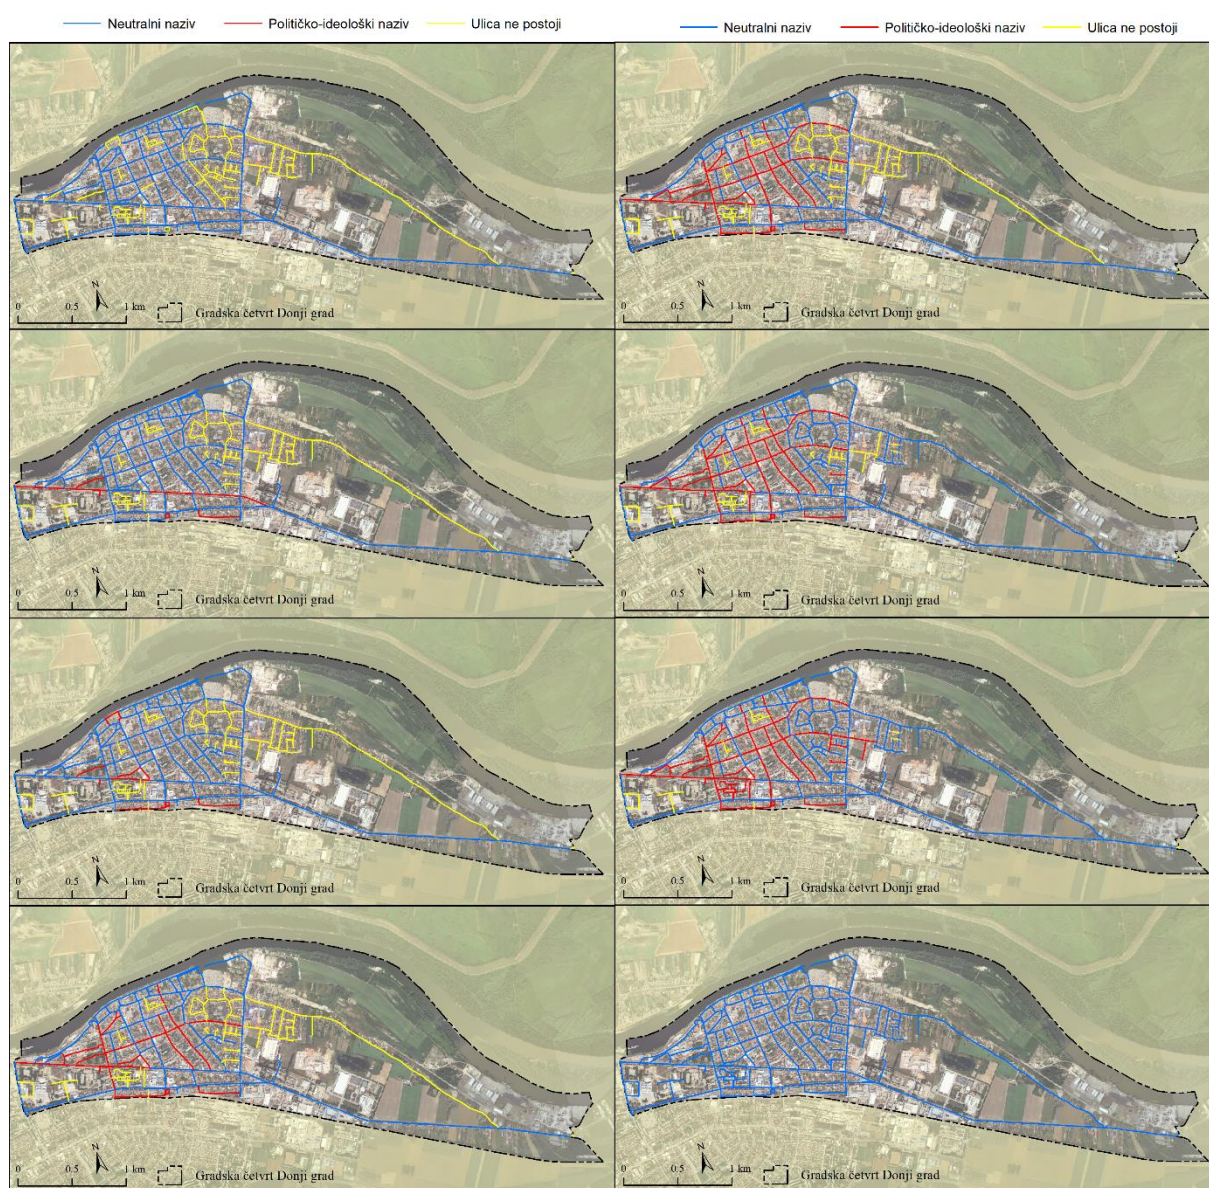 Neutralni naziv Političko-ideološki naziv Ulica ne postoji
Neutralni naziv Političko-ideološki naziv Ulica ne postoji
N
0 0.5 1 km Gradska četvrt Donji grad
N
0 0.5 1 km Gradska četvrt Donji grad
N
0 0.5 1 km Gradska četvrt Donji grad
N
0 0.5 1 km Gradska četvrt Donji grad
N
0 0.5 1 km Gradska četvrt Donji grad
N
0 0.5 1 km Gradska četvrt Donji grad
N
0 0.5 1 km Gradska četvrt Donji grad
N
0 0.5 1 km Gradska četvrt Donji grad